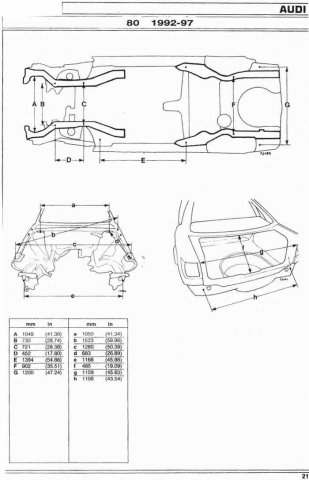 AUDI
80 1992-97
A
B
C
D
E
F
G
a
b
c
d
e
f
g
h
mm in mm in
A 1049 (41.30) a 1050 (41.34)
B 730 (28.74) b 1523 (59.96)
C 721 (28.39) c 1280 (50.39)
D 452 (17.80) d 683 (26.89)
E 1394 (54.88) e 1168 (45.98)
F 902 (35.51) f 485 (19.09)
G 1200 (47.24) g 1159 (45.63)
h 1106 (43.54)
21